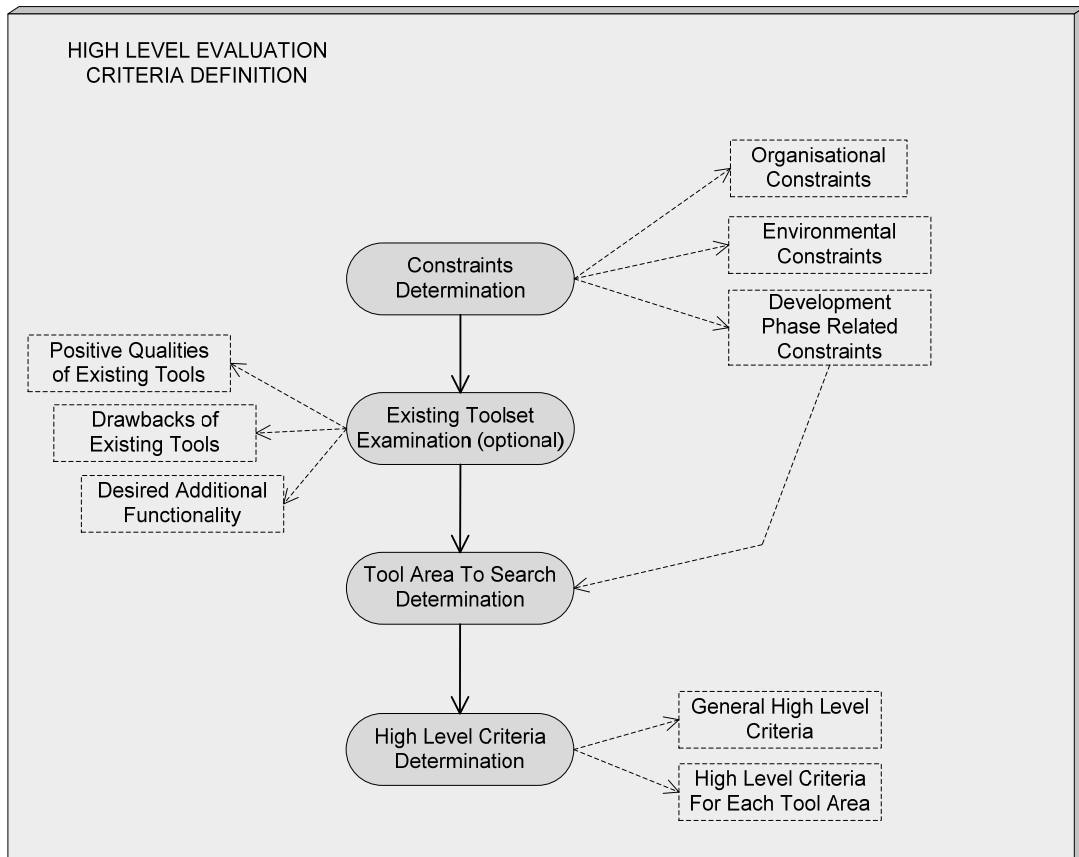 HIGH LEVEL EVALUATION
CRITERIA DEFINITION
Organisational
Constraints
Environmental
Constraints
Constraints
Determination
Development
Phase Related
Constraints
Positive Qualities
of Existing Tools
Existing Toolset
Examination (optional)
Drawbacks of
Existing Tools
Desired Additional
Functionality
Tool Area To Search
Determination
General High Level
Criteria
High Level Criteria
Determination
High Level Criteria
For Each Tool Area